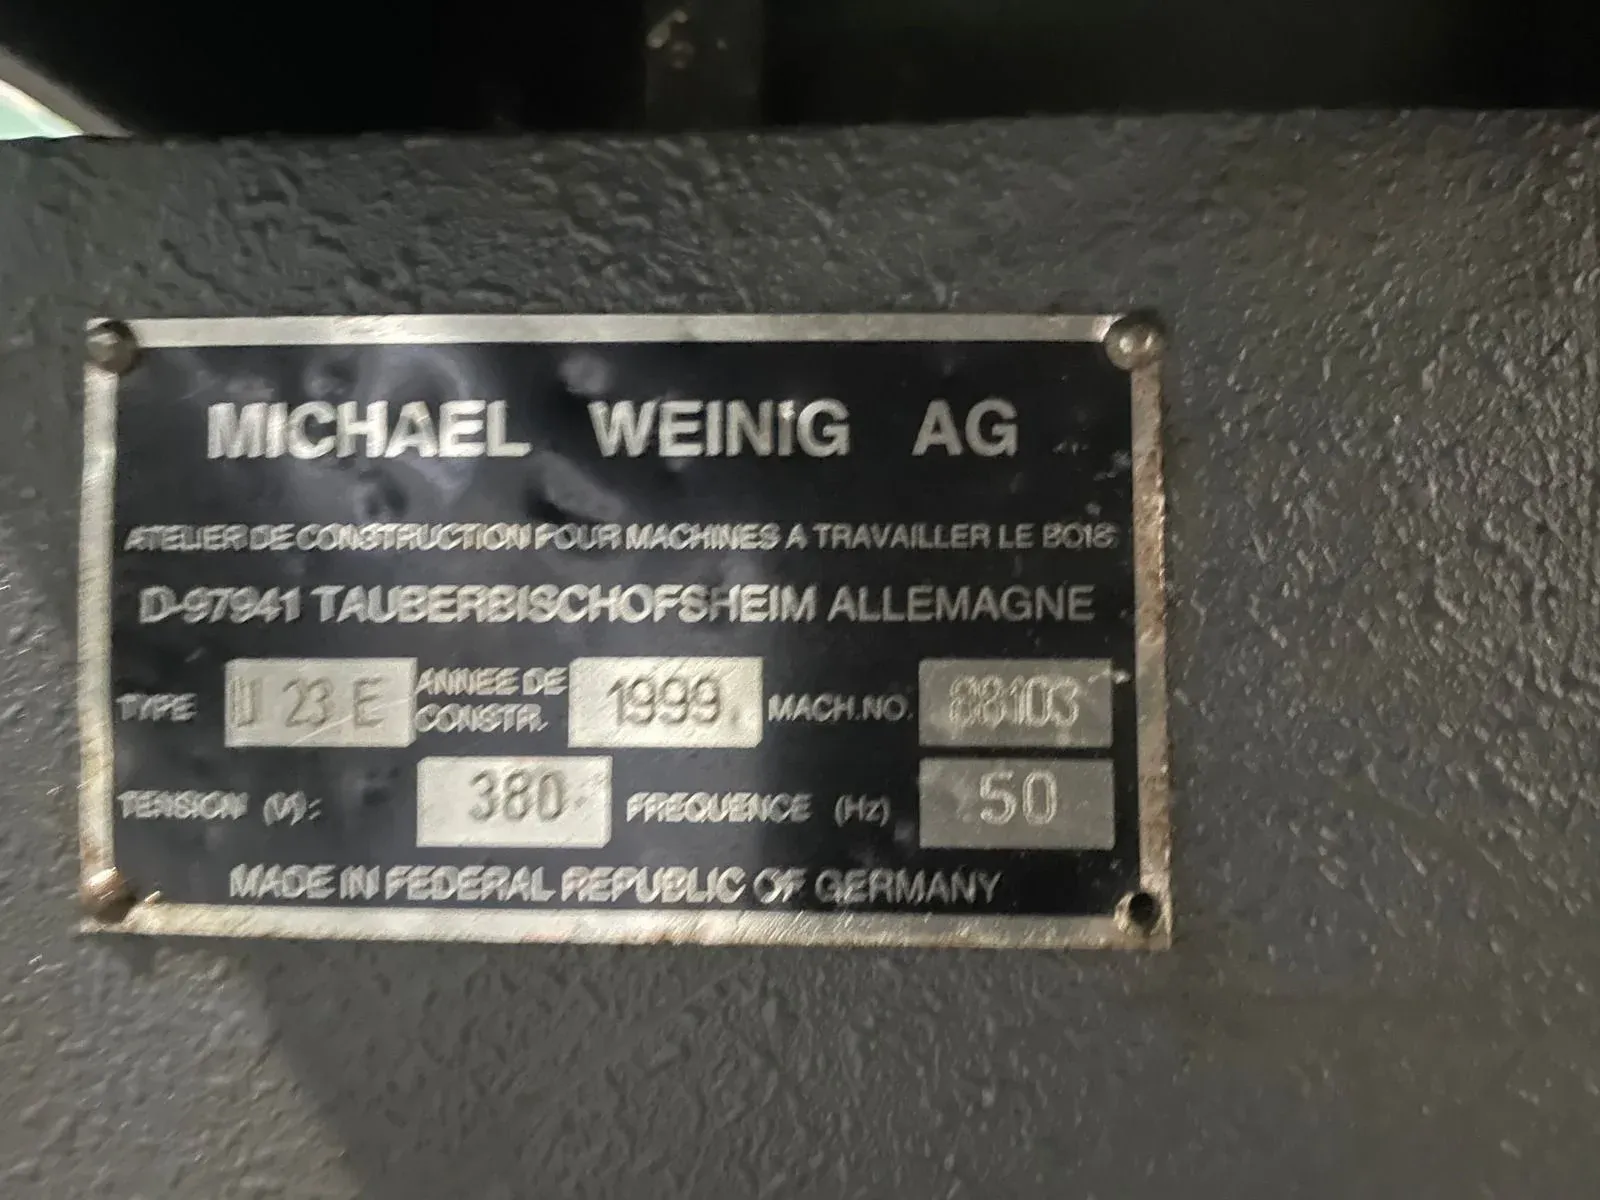 MICHAEL WEINIG AG
ATELIER DE CONSTRUCTION POUR MACHINES A TRAVAILLER LE BOIS
D-97941 TAUBERBISCHOFSHEIM ALLEMAGNE
TYPE U 23 E ANNEE DE CONSTR. 1999 MACH.NO. 88103
TENSION (V): 380 FREQUENCE (Hz) 50
MADE IN FEDERAL REPUBLIC OF GERMANY